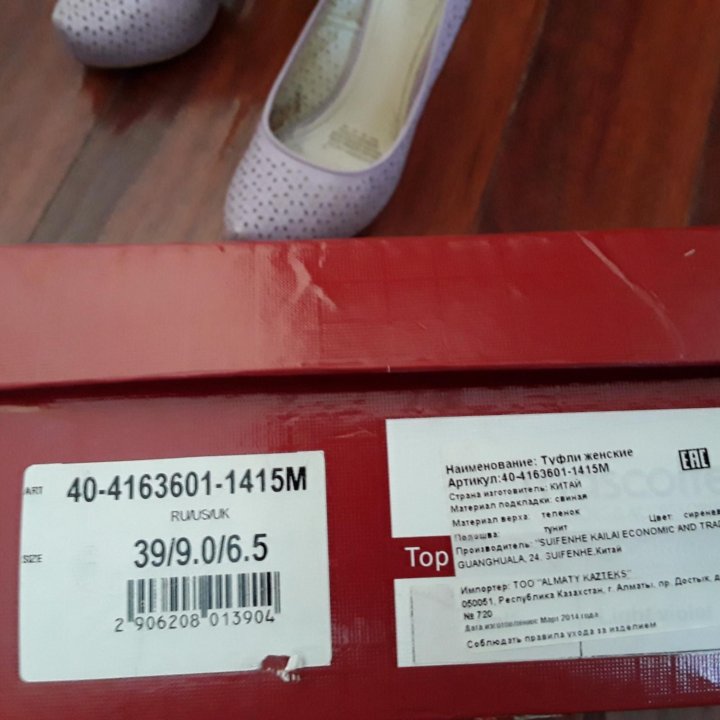 ART 40-4163601-1415M
RU/US/UK
SIZE 39/9.0/6.5
2 906208 013904
Наименование: Туфли женские
Артикул:40-4163601-1415M
Страна изготовитель: КИТАЙ
Материал подкладки: свиная
Материал верха: теленок Цвет: сиренев
Подошва: тунит
Производитель: "SUIFENHE KAILAI ECONOMIC AND TRA
GUANGHUALA, 24. SUIFENHE,Китай
Импортер: ТОО "ALMATY KAZTEKS"
050051, Республика Казахстан, г. Алматы, пр. Достык, д
№ 720
Дата изготовления: Март 2014 года
Соблюдать правила ухода за изделием
EAC
Top